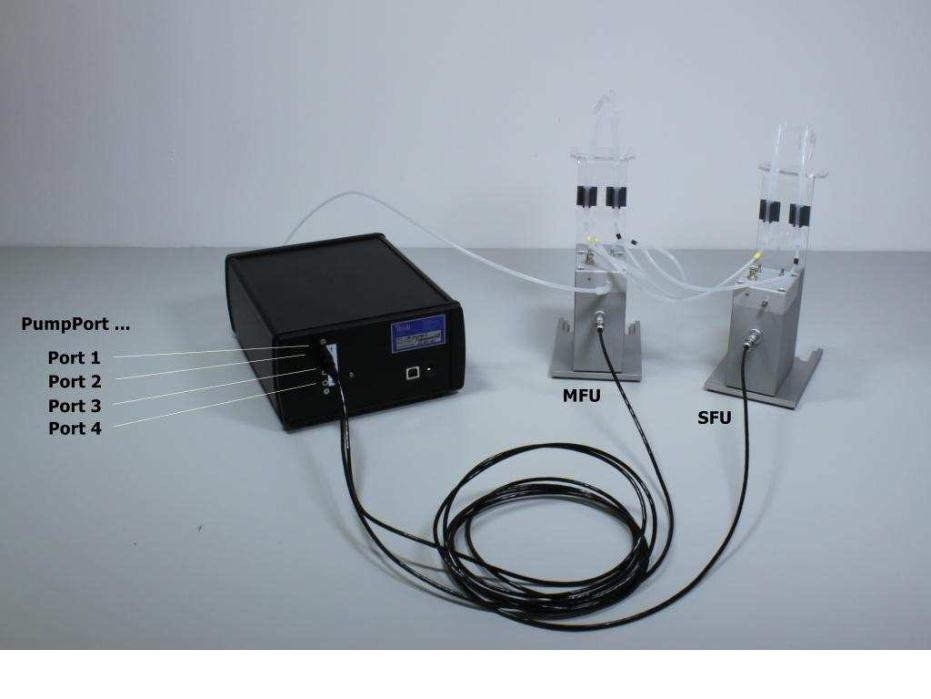 PumpPort ...
Port 1
Port 2
Port 3
Port 4
MFU
SFU